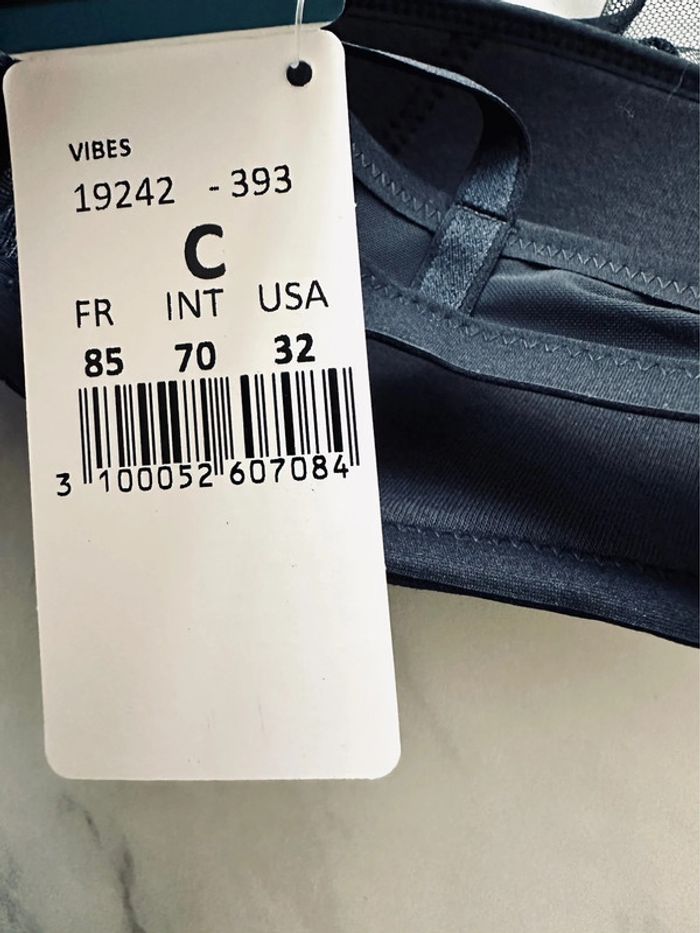 VIBES
19242 - 393
C
FR INT USA
85 70 32
3 100052 607084